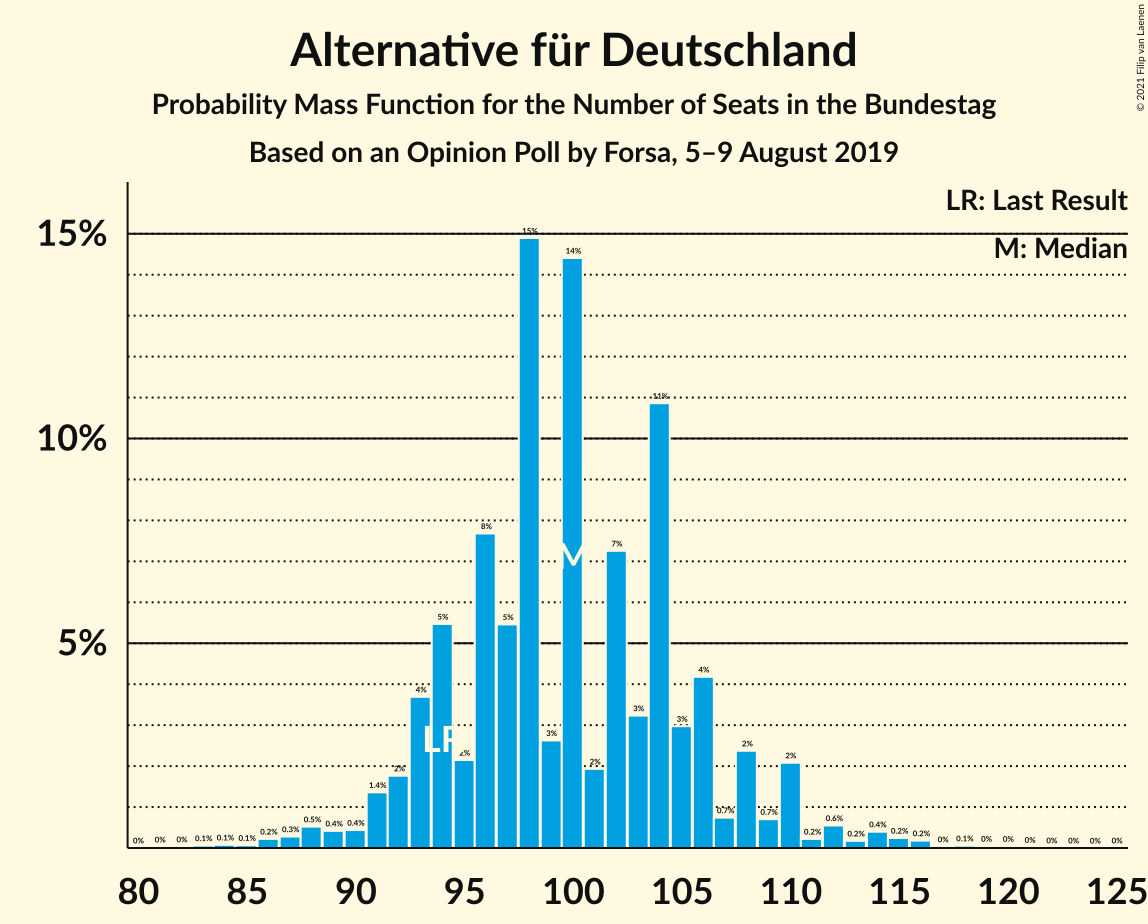 Alternative für Deutschland
Probability Mass Function for the Number of Seats in the Bundestag
Based on an Opinion Poll by Forsa, 5–9 August 2019
© 2021 Filip van Laenen
LR: Last Result
M: Median
15%
10%
5%
0% 0% 0% 0.1% 0.1% 0.1% 0.2% 0.3% 0.5% 0.4% 0.4% 1.4% 2% 4% 5% 2% 8% 5% 15% 3% 14% 2% 7% 3% 11% 3% 4% 0.7% 2% 0.7% 2% 0.2% 0.6% 0.2% 0.4% 0.2% 0.2% 0% 0.1% 0% 0% 0% 0% 0% 0% 0%
LR
M
80 85 90 95 100 105 110 115 120 125